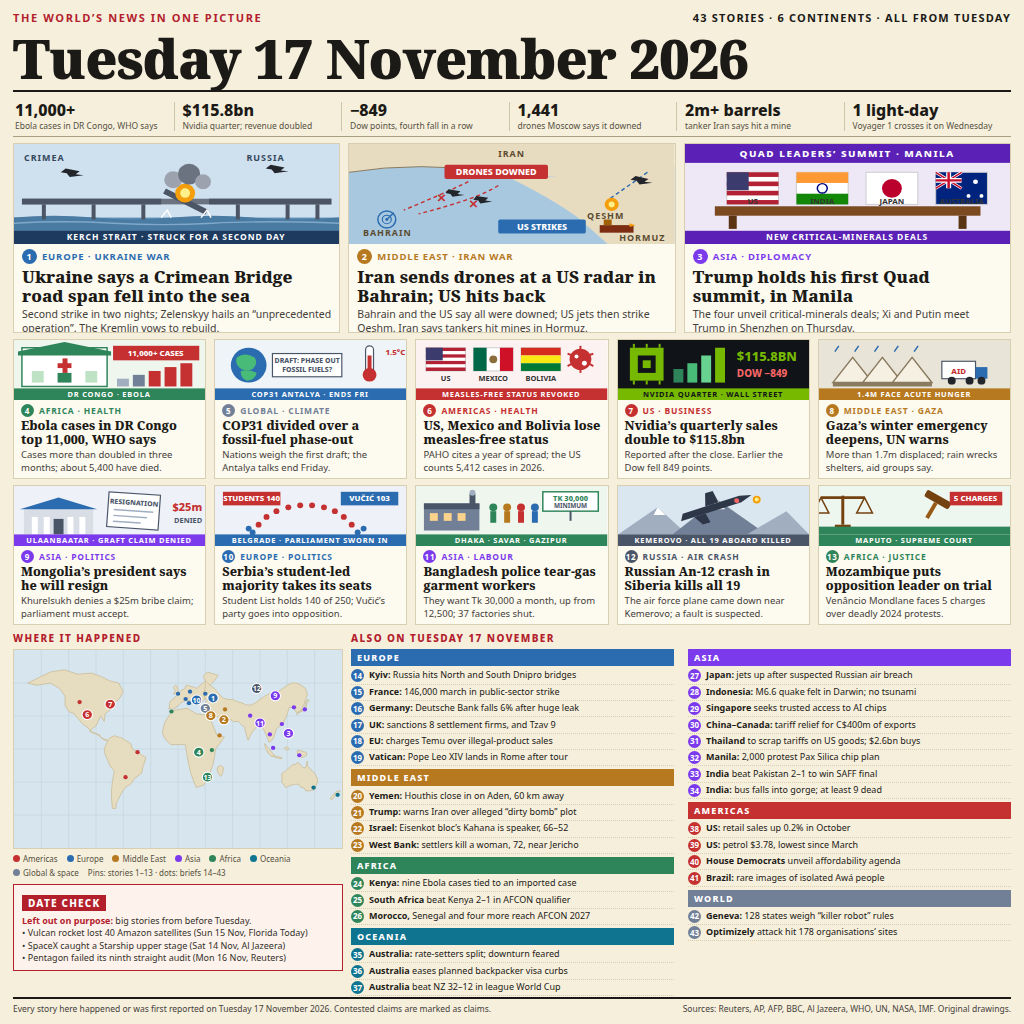 THE WORLD'S NEWS IN ONE PICTURE
43 STORIES · 6 CONTINENTS · ALL FROM TUESDAY
Tuesday 17 November 2026
11,000+
Ebola cases in DR Congo, WHO says
$115.8bn
Nvidia quarter; revenue doubled
−849
Dow points, fourth fall in a row
1,441
drones Moscow says it downed
2m+ barrels
tanker Iran says hit a mine
1 light-day
Voyager 1 crosses it on Wednesday
CRIMEA
RUSSIA
KERCH STRAIT · STRUCK FOR A SECOND DAY
1 EUROPE · UKRAINE WAR
Ukraine says a Crimean Bridge
road span fell into the sea
Second strike in two nights; Zelenskyy hails an “unprecedented
operation”. The Kremlin vows to rebuild.
IRAN
DRONES DOWNED
BAHRAIN
US STRIKES
QESHM
HORMUZ
2 MIDDLE EAST · IRAN WAR
Iran sends drones at a US radar in
Bahrain; US hits back
Bahrain and the US say all were downed; US jets then strike
Qeshm. Iran says tankers hit mines in Hormuz.
QUAD LEADERS’ SUMMIT · MANILA
US
INDIA
JAPAN
NEW CRITICAL-MINERALS DEALS
3 ASIA · DIPLOMACY
Trump holds his first Quad
summit, in Manila
The four unveil critical-minerals deals; Xi and Putin meet
Trump in Shenzhen on Thursday.
11,000+ CASES
DR CONGO · EBOLA
4 AFRICA · HEALTH
Ebola cases in DR Congo
top 11,000, WHO says
Cases more than doubled in three
months; about 5,400 have died.
DRAFT: PHASE OUT
FOSSIL FUELS?
1.5°C
COP31 ANTALYA · ENDS FRI
5 GLOBAL · CLIMATE
COP31 divided over a
fossil-fuel phase-out
Nations weigh the first draft; the
Antalya talks end Friday.
US
MEXICO
BOLIVIA
MEASLES-FREE STATUS REVOKED
6 AMERICAS · HEALTH
US, Mexico and Bolivia lose
measles-free status
PAHO cites a year of spread; the US
counts 5,412 cases in 2026.
$115.8BN
DOW −849
NVIDIA QUARTER · WALL STREET
7 US · BUSINESS
Nvidia’s quarterly sales
double to $115.8bn
Reported after the close. Earlier the
Dow fell 849 points.
AID
1.4M FACE ACUTE HUNGER
8 MIDDLE EAST · GAZA
Gaza’s winter emergency
deepens, UN warns
More than 1.7m displaced; rain wrecks
shelters, aid groups say.
RESIGNATION
$25m
DENIED
ULAANBAATAR · GRAFT CLAIM DENIED
9 ASIA · POLITICS
Mongolia’s president says
he will resign
Khurelsukh denies a $25m bribe claim;
parliament must accept.
STUDENTS 140
VUČIĆ 103
BELGRADE · PARLIAMENT SWORN IN
10 EUROPE · POLITICS
Serbia’s student-led
majority takes its seats
Student List holds 140 of 250; Vučić’s
party goes into opposition.
TK 30,000
MINIMUM
DHAKA · SAVAR · GAZIPUR
11 ASIA · LABOUR
Bangladesh police tear-gas
garment workers
They want Tk 30,000 a month, up from
12,500; 37 factories shut.
KEMEROVO · ALL 19 ABOARD KILLED
12 RUSSIA · AIR CRASH
Russian An-12 crash in
Siberia kills all 19
The air force plane came down near
Kemerovo; a fault is suspected.
5 CHARGES
MAPUTO · SUPREME COURT
13 AFRICA · JUSTICE
Mozambique puts
opposition leader on trial
Venâncio Mondlane faces 5 charges
over deadly 2024 protests.
WHERE IT HAPPENED
12
9
7
6
10
1
5
8
2
11
3
4
13
Americas Europe Middle East Asia Africa Oceania
Global & space Pins: stories 1–13 · dots: briefs 14–43
DATE CHECK
Left out on purpose: big stories from before Tuesday.
• Vulcan rocket lost 40 Amazon satellites (Sun 15 Nov, Florida Today)
• SpaceX caught a Starship upper stage (Sat 14 Nov, Al Jazeera)
• Pentagon failed its ninth straight audit (Mon 16 Nov, Reuters)
ALSO ON TUESDAY 17 NOVEMBER
EUROPE
14 Kyiv: Russia hits North and South Dnipro bridges
15 France: 146,000 march in public-sector strike
16 Germany: Deutsche Bank falls 6% after huge leak
17 UK: sanctions 8 settlement firms, and Tzav 9
18 EU: charges Temu over illegal-product sales
19 Vatican: Pope Leo XIV lands in Rome after tour
MIDDLE EAST
20 Yemen: Houthis close in on Aden, 60 km away
21 Trump: warns Iran over alleged “dirty bomb” plot
22 Israel: Eisenkot bloc’s Kahana is speaker, 66–52
23 West Bank: settlers kill a woman, 72, near Jericho
AFRICA
24 Kenya: nine Ebola cases tied to an imported case
25 South Africa beat Kenya 2–1 in AFCON qualifier
26 Morocco, Senegal and four more reach AFCON 2027
OCEANIA
35 Australia: rate-setters split; downturn feared
36 Australia eases planned backpacker visa curbs
37 Australia beat NZ 32–12 in league World Cup
ASIA
27 Japan: jets up after suspected Russian air breach
28 Indonesia: M6.6 quake felt in Darwin; no tsunami
29 Singapore seeks trusted access to AI chips
30 China–Canada: tariff relief for C$400m of exports
31 Thailand to scrap tariffs on US goods; $2.6bn buys
32 Manila: 2,000 protest Pax Silica chip plan
33 India beat Pakistan 2–1 to win SAFF final
34 India: bus falls into gorge; at least 9 dead
AMERICAS
38 US: retail sales up 0.2% in October
39 US: petrol $3.78, lowest since March
40 House Democrats unveil affordability agenda
41 Brazil: rare images of isolated Awá people
WORLD
42 Geneva: 128 states weigh “killer robot” rules
43 Optimizely attack hit 178 organisations’ sites
Every story here happened or was first reported on Tuesday 17 November 2026. Contested claims are marked as claims.
Sources: Reuters, AP, AFP, BBC, Al Jazeera, WHO, UN, NASA, IMF. Original drawings.